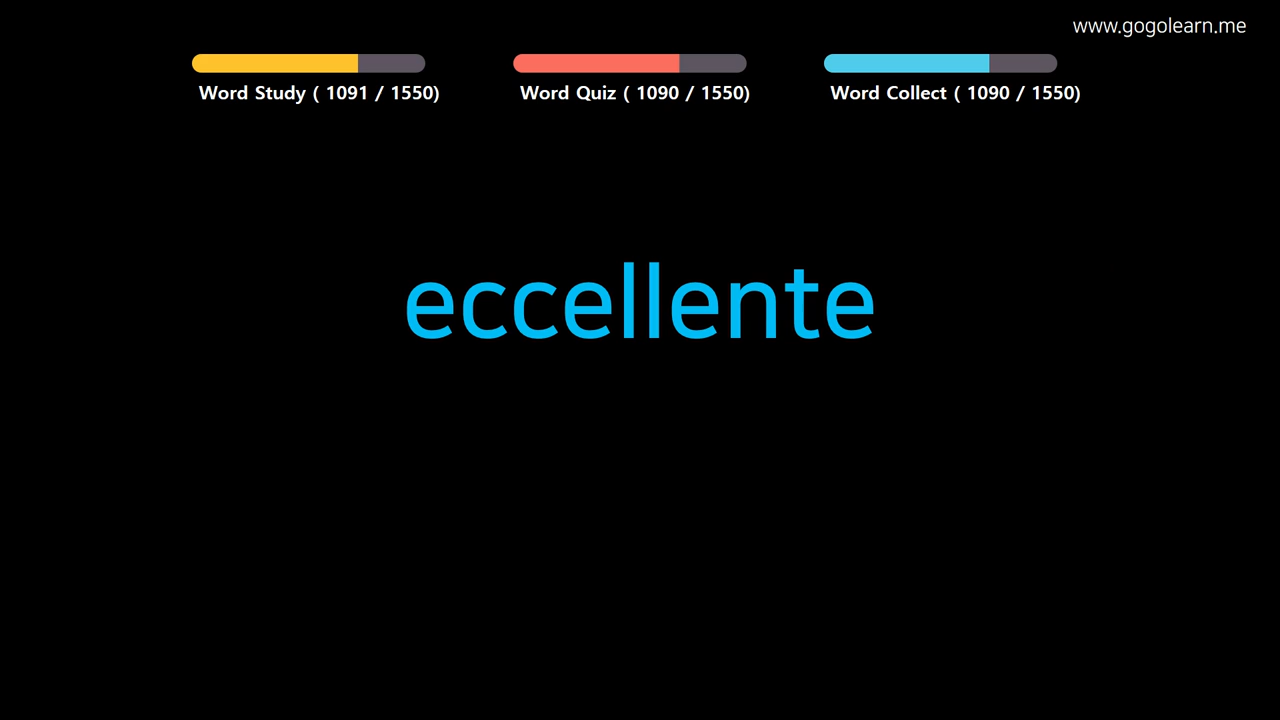 www.gogolearn.me
Word Study ( 1091 / 1550)
Word Quiz ( 1090 / 1550)
Word Collect ( 1090 / 1550)
eccellente